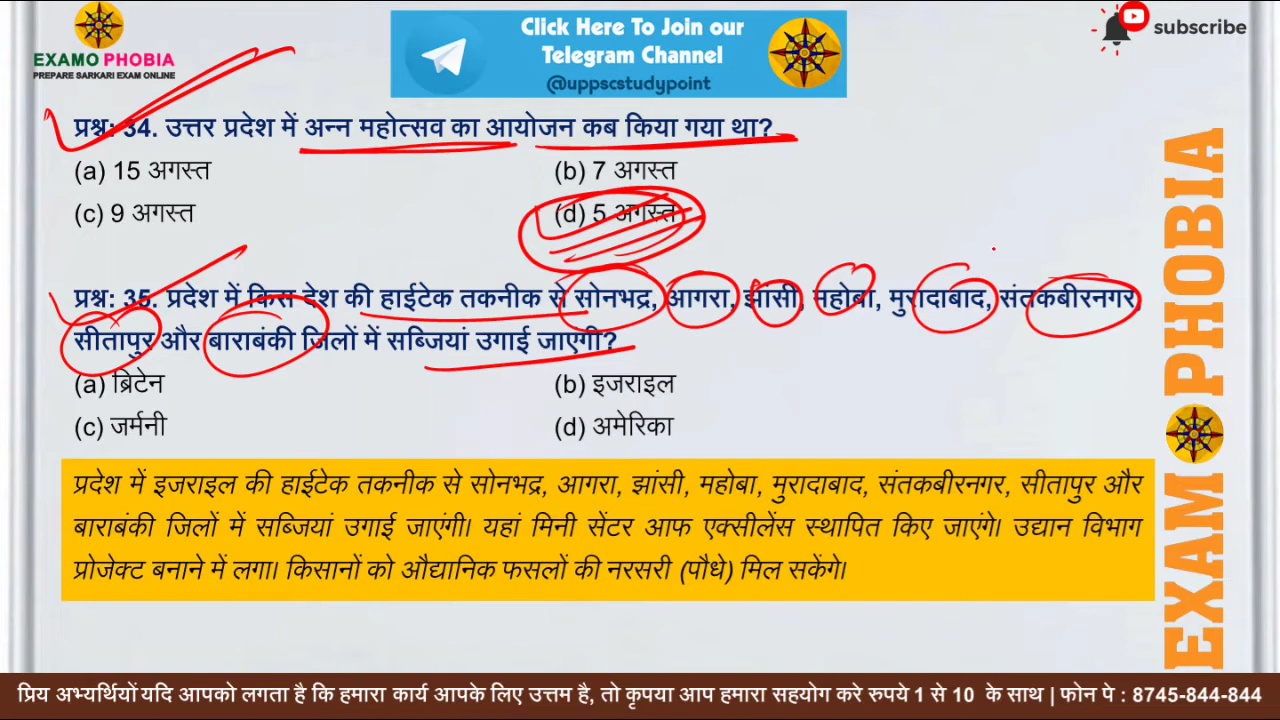 EXAMO PHOBIA
PREPARE SARKARI EXAM ONLINE
Click Here To Join our
Telegram Channel
@uppscstudypoint
subscribe
प्रश्न: 34. उत्तर प्रदेश में अन्न महोत्सव का आयोजन कब किया गया था?
(a) 15 अगस्त (b) 7 अगस्त
(c) 9 अगस्त (d) 5 अगस्त
प्रश्न: 35. प्रदेश में किस देश की हाईटेक तकनीक से सोनभद्र, आगरा, झांसी, महोबा, मुरादाबाद, संतकबीरनगर,
सीतापुर और बाराबंकी जिलों में सब्जियां उगाई जाएंगी?
(a) ब्रिटेन (b) इजराइल
(c) जर्मनी (d) अमेरिका
प्रदेश में इजराइल की हाईटेक तकनीक से सोनभद्र, आगरा, झांसी, महोबा, मुरादाबाद, संतकबीरनगर, सीतापुर और
बाराबंकी जिलों में सब्जियां उगाई जाएंगी। यहां मिनी सेंटर आफ एक्सीलेंस स्थापित किए जाएंगे। उद्यान विभाग
प्रोजेक्ट बनाने में लगा। किसानों को औद्यानिक फसलों की नरसरी (पौधे) मिल सकेंगे।
EXAM PHOBIA
प्रिय अभ्यर्थियों यदि आपको लगता है कि हमारा कार्य आपके लिए उत्तम है, तो कृपया आप हमारा सहयोग करे रुपये 1 से 10 के साथ | फोन पे : 8745-844-844